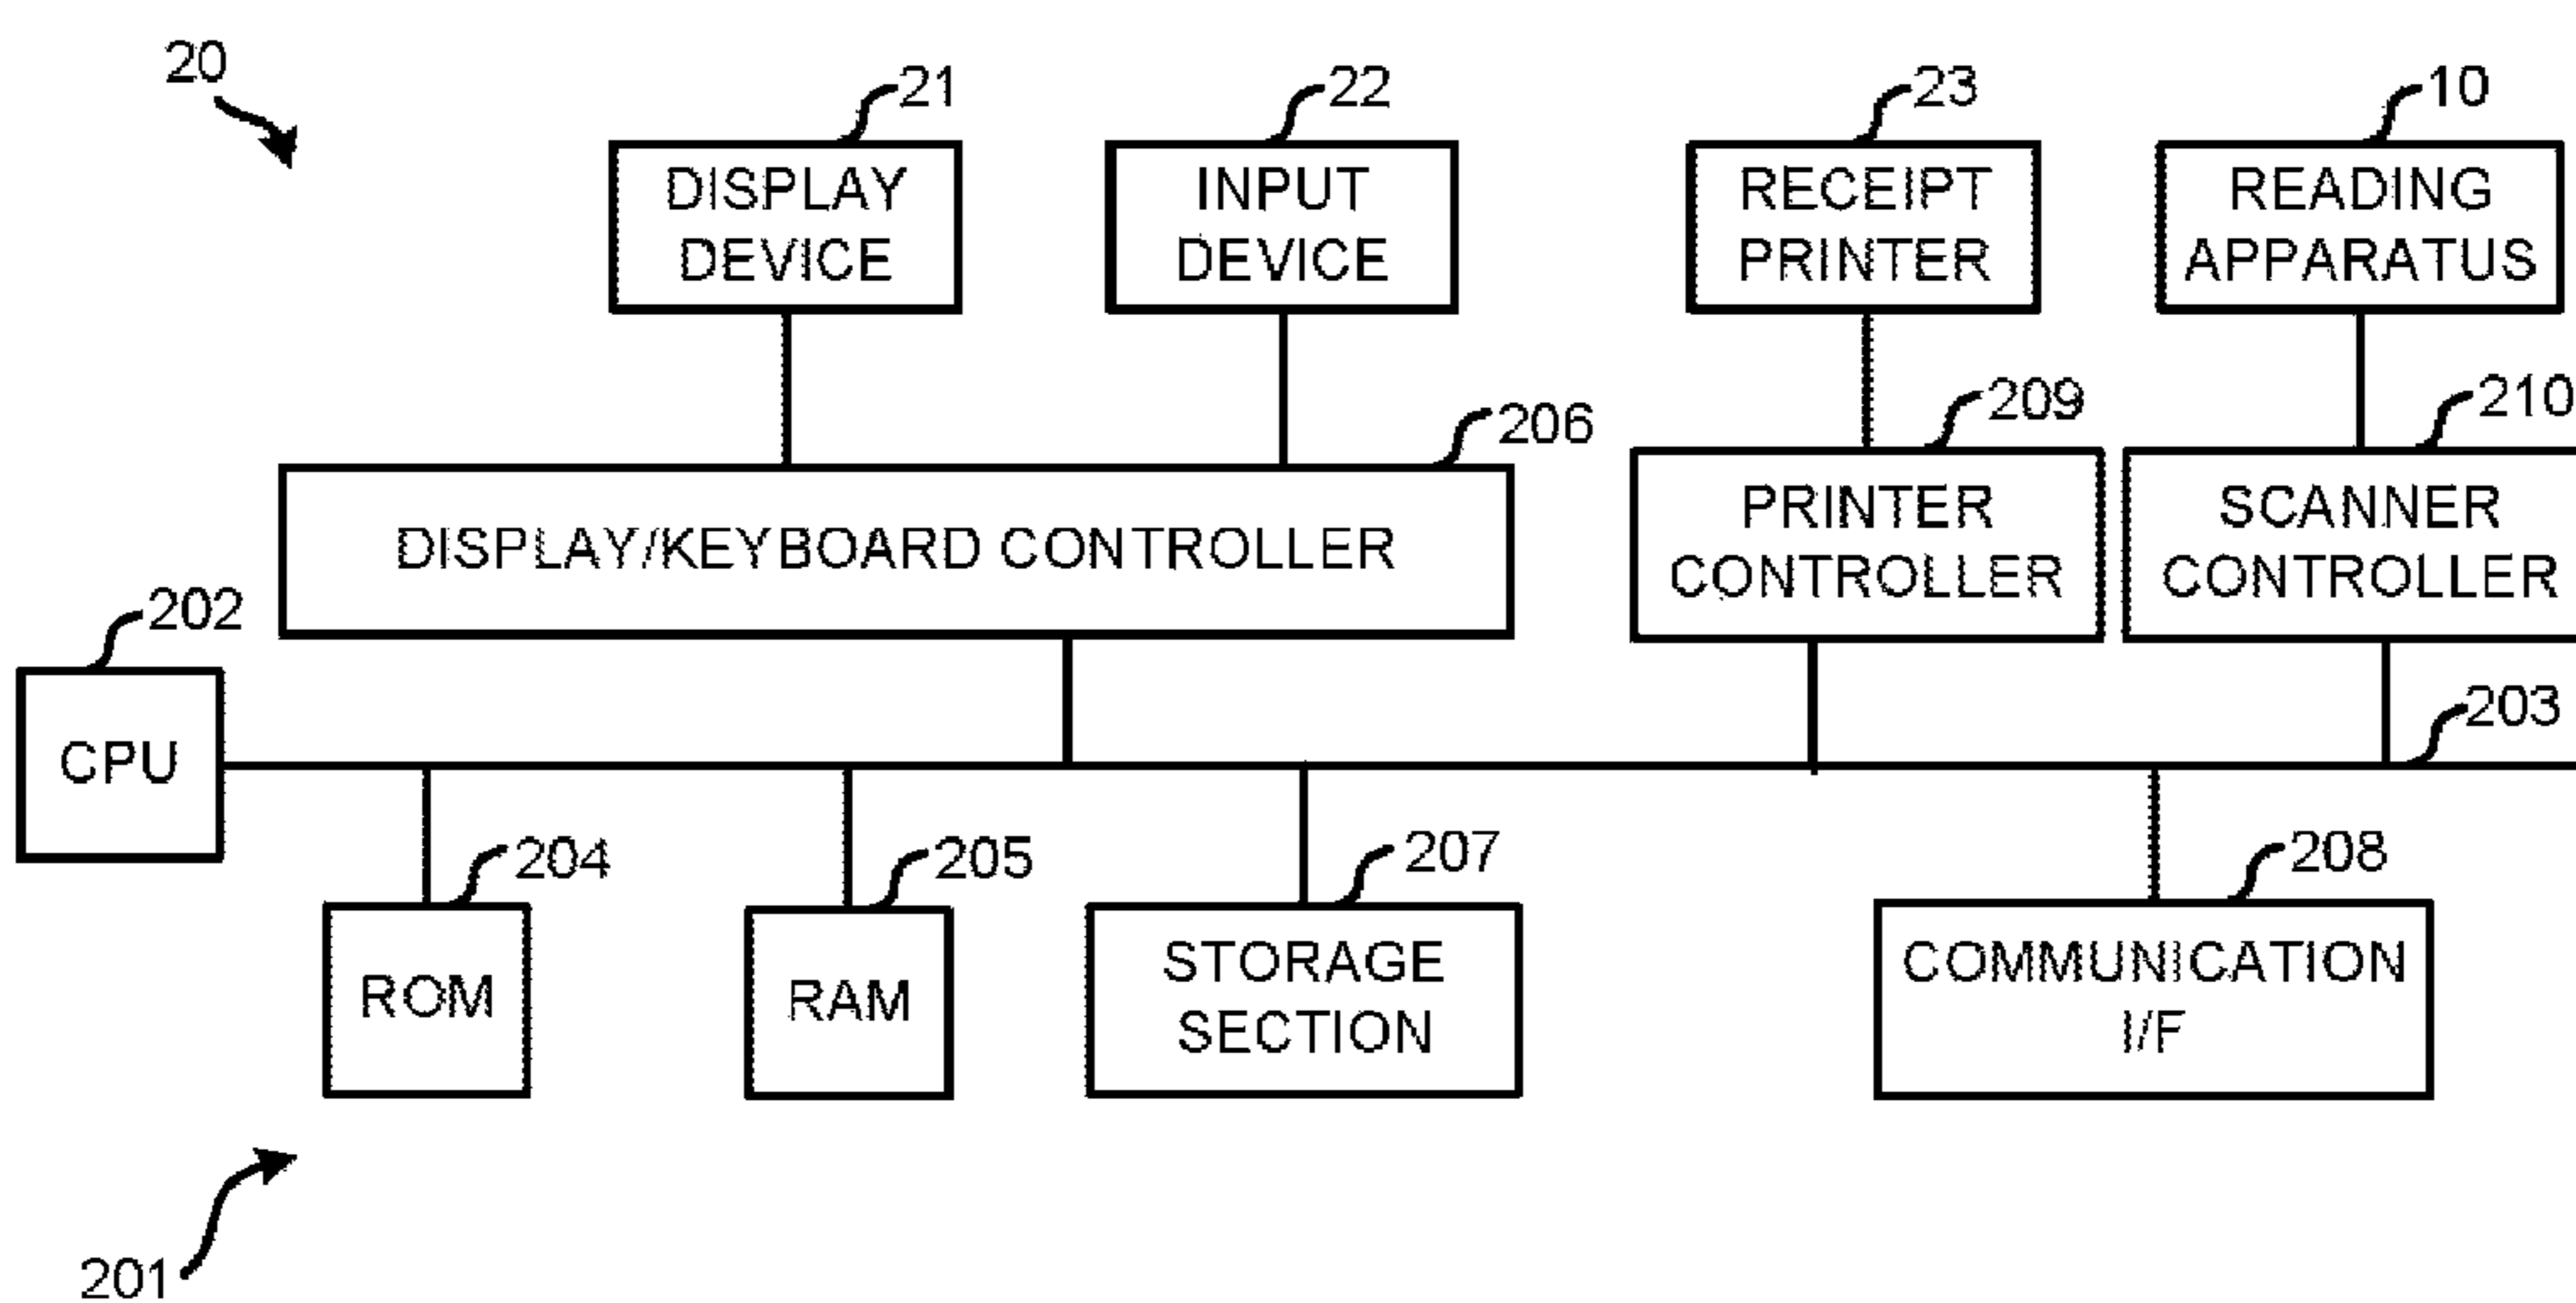 20
21
22
23
10
DISPLAY
DEVICE
INPUT
DEVICE
RECEIPT
PRINTER
READING
APPARATUS
206
209
210
DISPLAY/KEYBOARD CONTROLLER
PRINTER
CONTROLLER
SCANNER
CONTROLLER
202
CPU
203
204
205
207
208
ROM
RAM
STORAGE
SECTION
COMMUNICATION
I/F
201